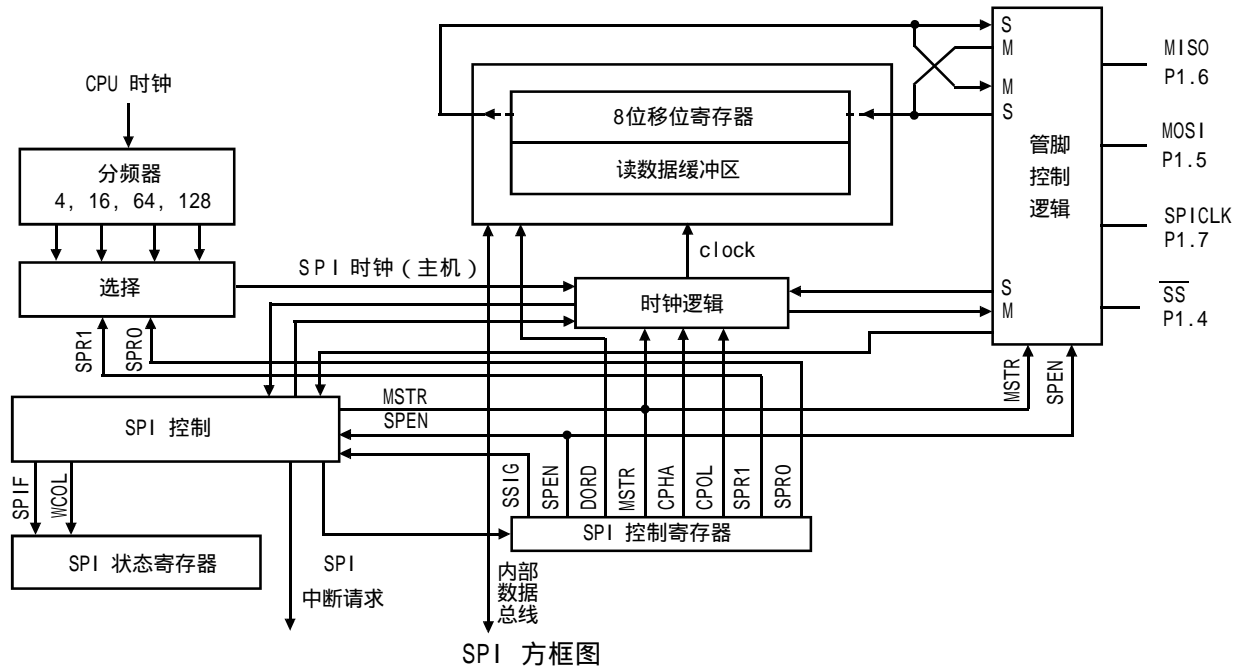 CPU 时钟
分频器
4, 16, 64, 128
选择
SPR1
SPR0
SPI 时钟（主机）
8位移位寄存器
读数据缓冲区
clock
时钟逻辑
S
M
M
S
管脚
控制
逻辑
S
M
MISO
P1.6
MOSI
P1.5
SPICLK
P1.7
SS
P1.4
MSTR
SPEN
SPI 控制
MSTR
SPEN
SPIF
WCOL
SPI 状态寄存器
SPI
中断请求
SSIG
SPEN
DORD
MSTR
CPHA
CPOL
SPR1
SPR0
SPI 控制寄存器
内部
数据
总线
SPI 方框图